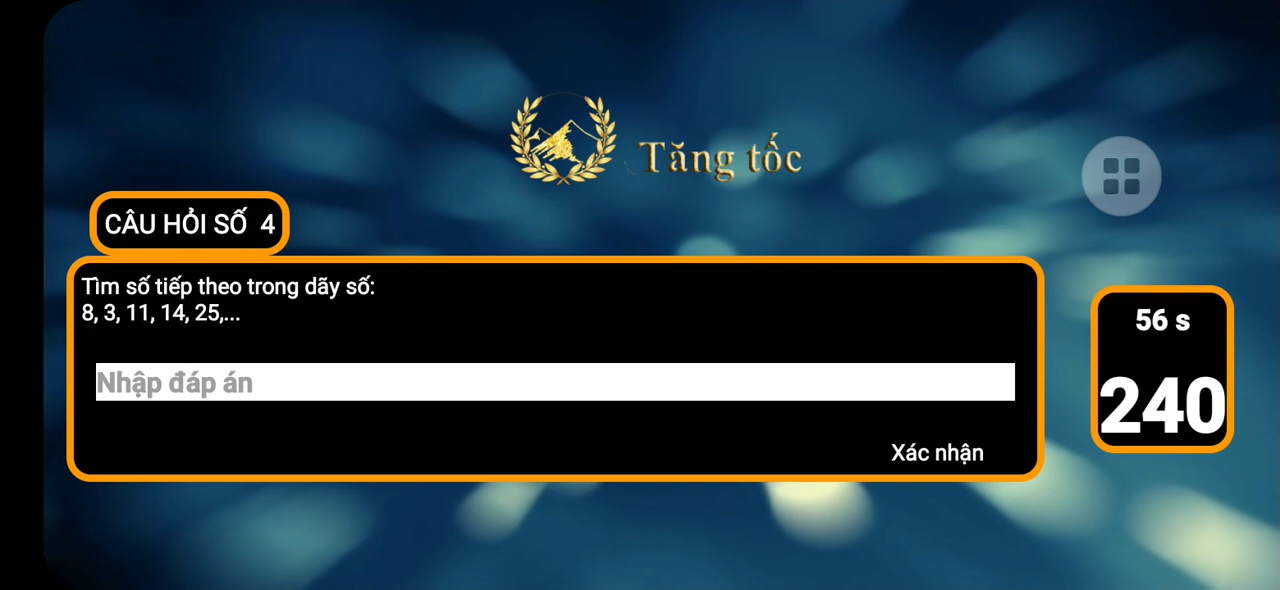 Tăng tốc
CÂU HỎI SỐ 4
Tìm số tiếp theo trong dãy số:
8, 3, 11, 14, 25,...
Nhập đáp án
Xác nhận
56 s
240